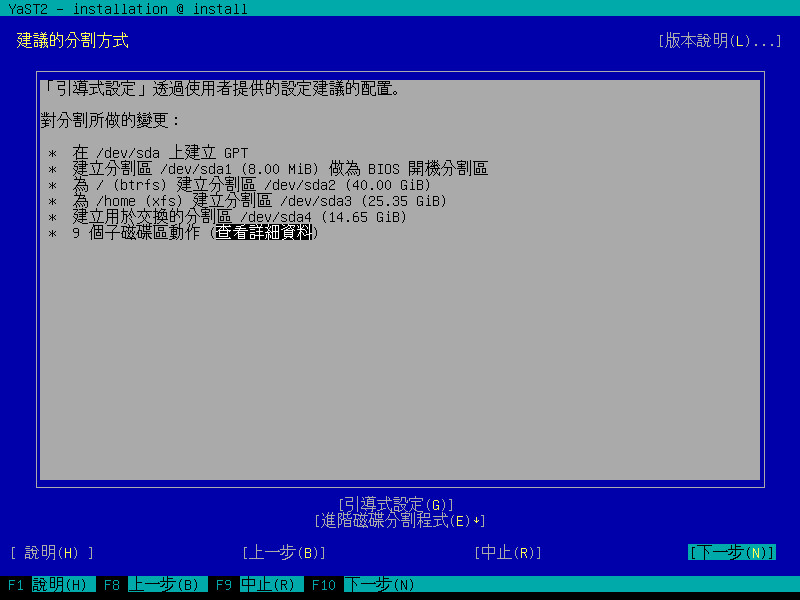 YaST2 - installation @ install
建議的分割方式 [版本說明(L)...]
「引導式設定」透過使用者提供的設定建議的配置。
對分割所做的變更：
* 在 /dev/sda 上建立 GPT
* 建立分割區 /dev/sda1 (8.00 MiB) 做為 BIOS 開機分割區
* 為 / (btrfs) 建立分割區 /dev/sda2 (40.00 GiB)
* 為 /home (xfs) 建立分割區 /dev/sda3 (25.35 GiB)
* 建立用於交換的分割區 /dev/sda4 (14.65 GiB)
* 9 個子磁碟區動作 (查看詳細資料)
[引導式設定(G)]
[進階磁碟分割程式(E)↓]
[ 說明(H) ] [上一步(B)] [中止(R)] [下一步(N)]
F1 說明(H) F8 上一步(B) F9 中止(R) F10 下一步(N)